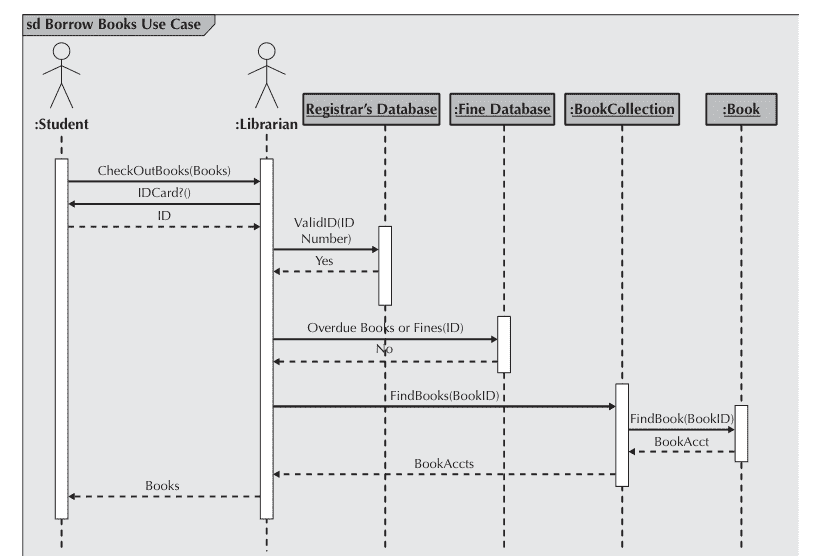 sd Borrow Books Use Case
:Student
:Librarian
Registrar's Database
:Fine Database
:BookCollection
:Book
CheckOutBooks(Books)
IDCard?()
ID
ValidID(ID
Number)
Yes
Overdue Books or Fines(ID)
No
FindBooks(BookID)
FindBook(BookID)
BookAcct
BookAccts
Books